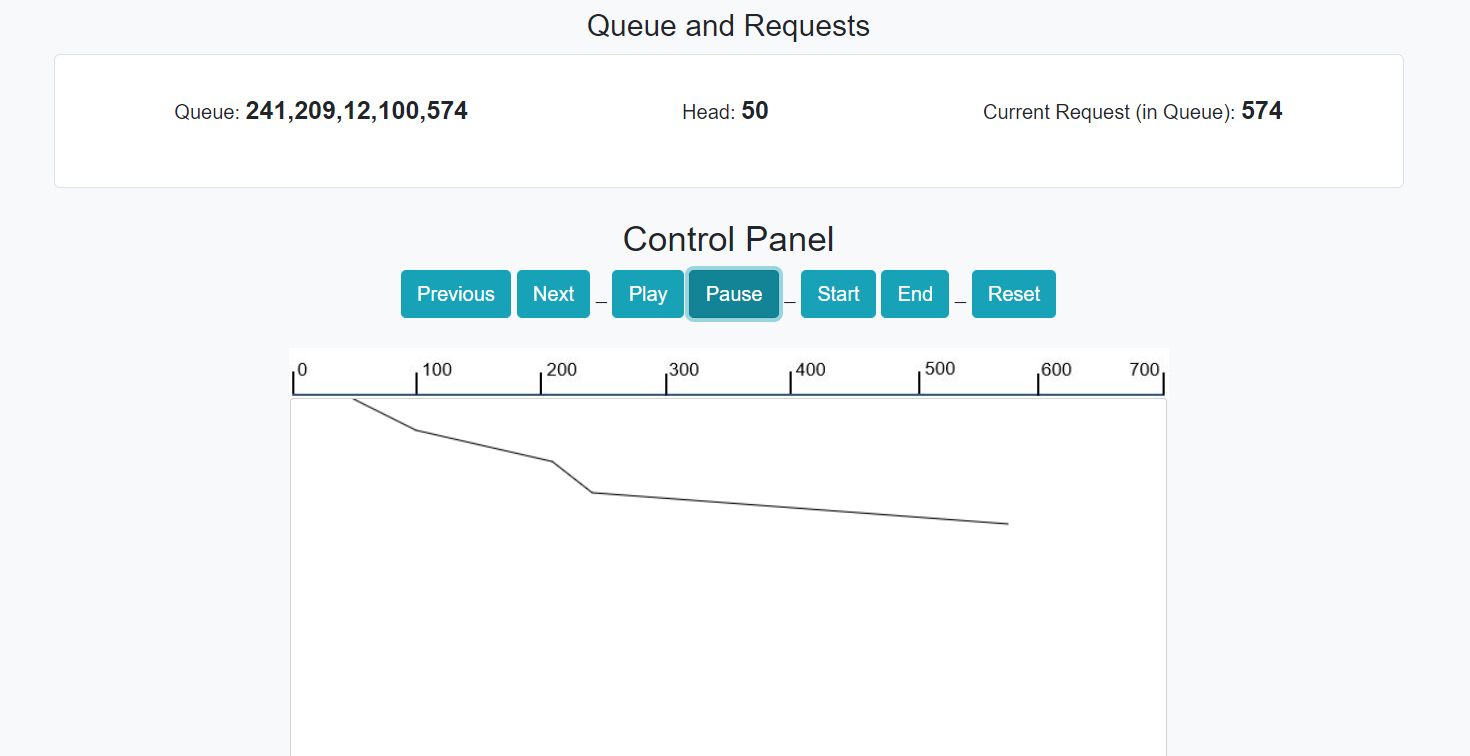 Queue and Requests
Queue: 241,209,12,100,574 Head: 50 Current Request (in Queue): 574
Control Panel
Previous Next _ Play Pause _ Start End _ Reset
0 100 200 300 400 500 600 700